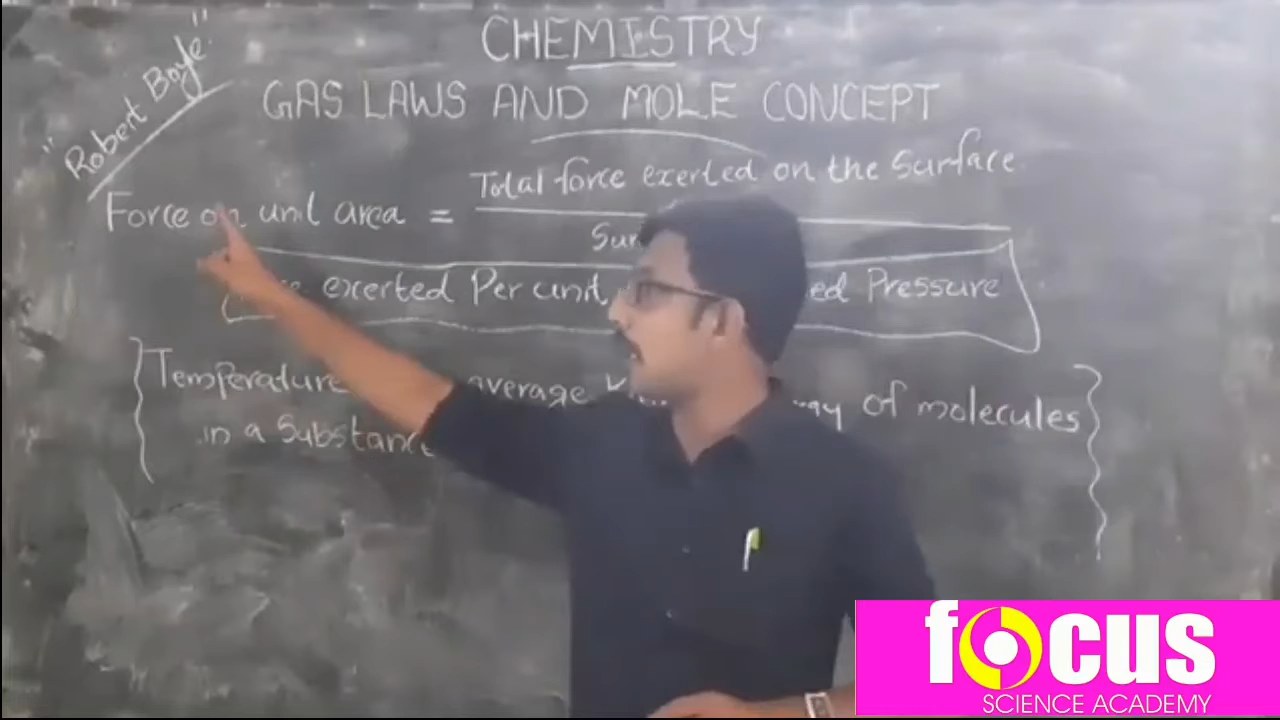 CHEMISTRY
"Robert Boyle"
GAS LAWS AND MOLE CONCEPT
Total force exerted on the Surface
Force on unit area =
Sur
exerted Per unit ed Pressure
Temperature average of molecules
in a Substance
focus
SCIENCE ACADEMY